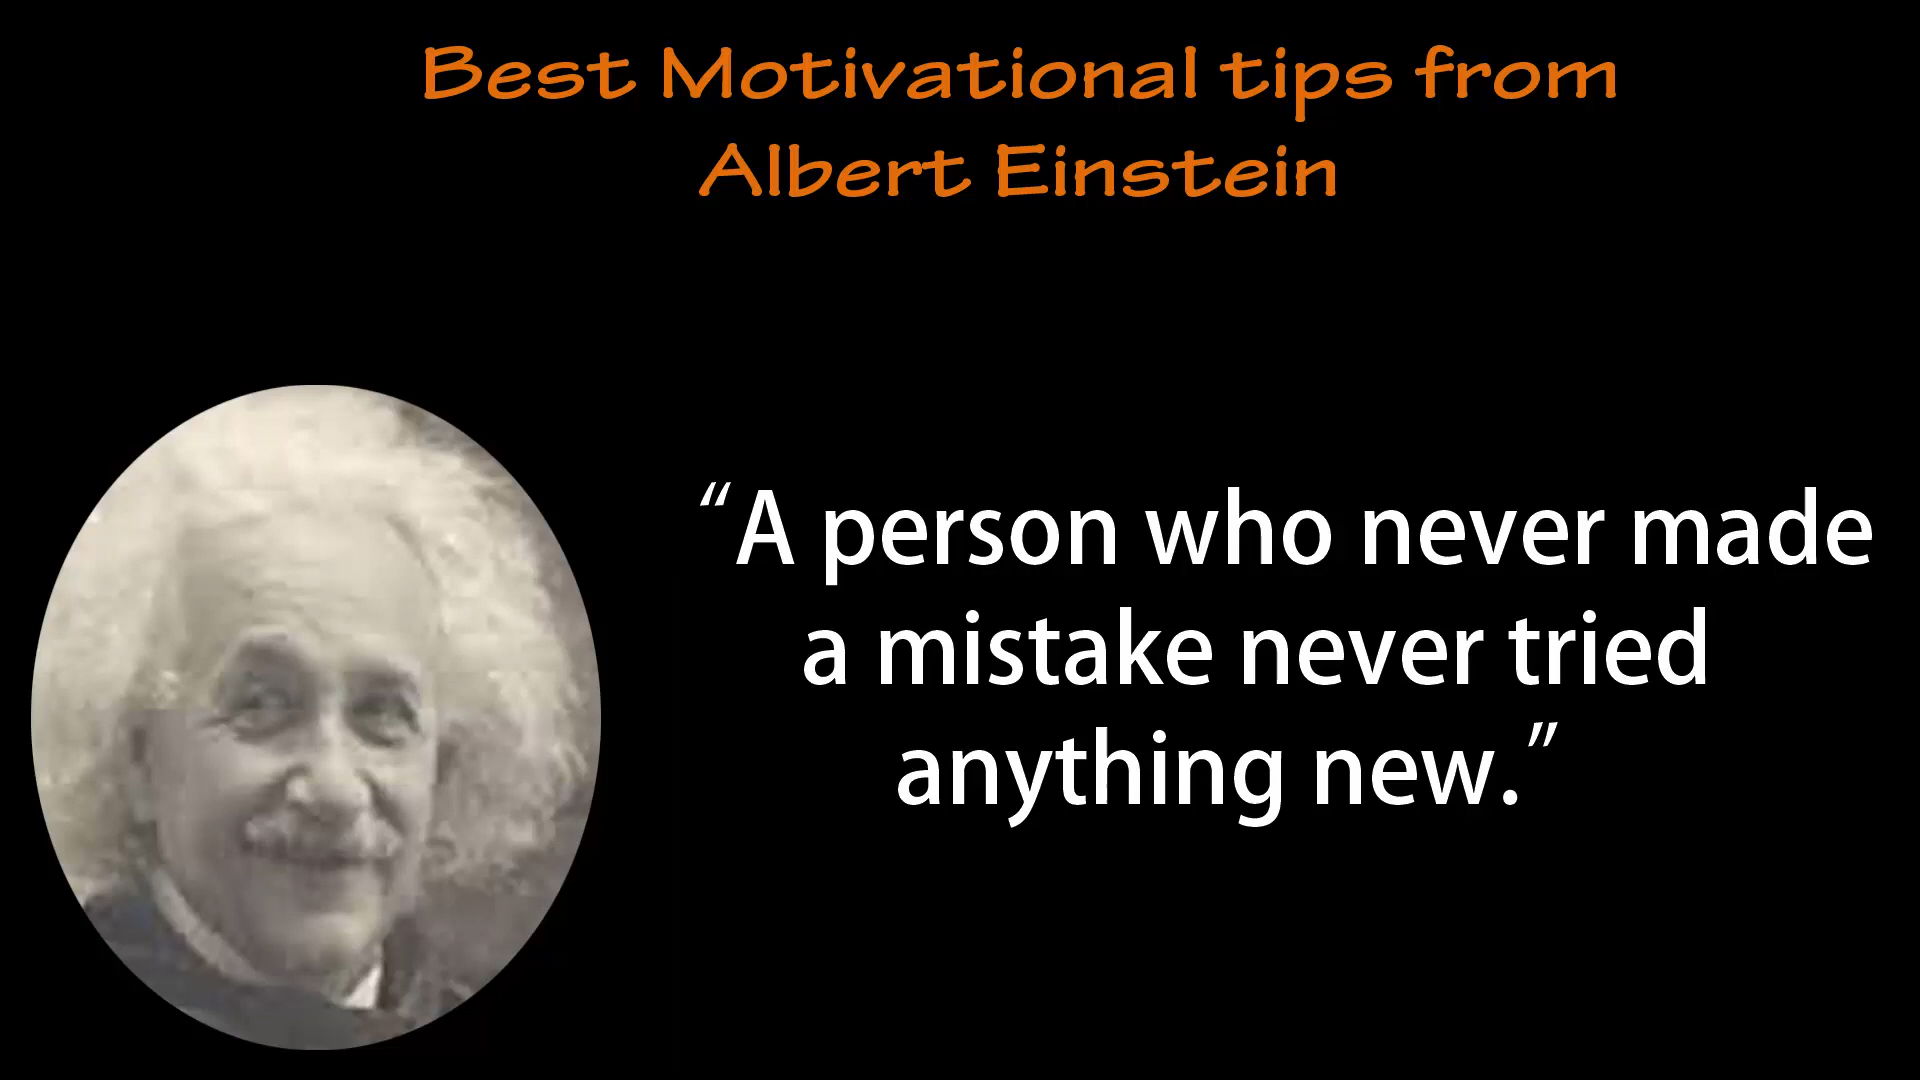 Best Motivational tips from
Albert Einstein
“A person who never made
a mistake never tried
anything new.”